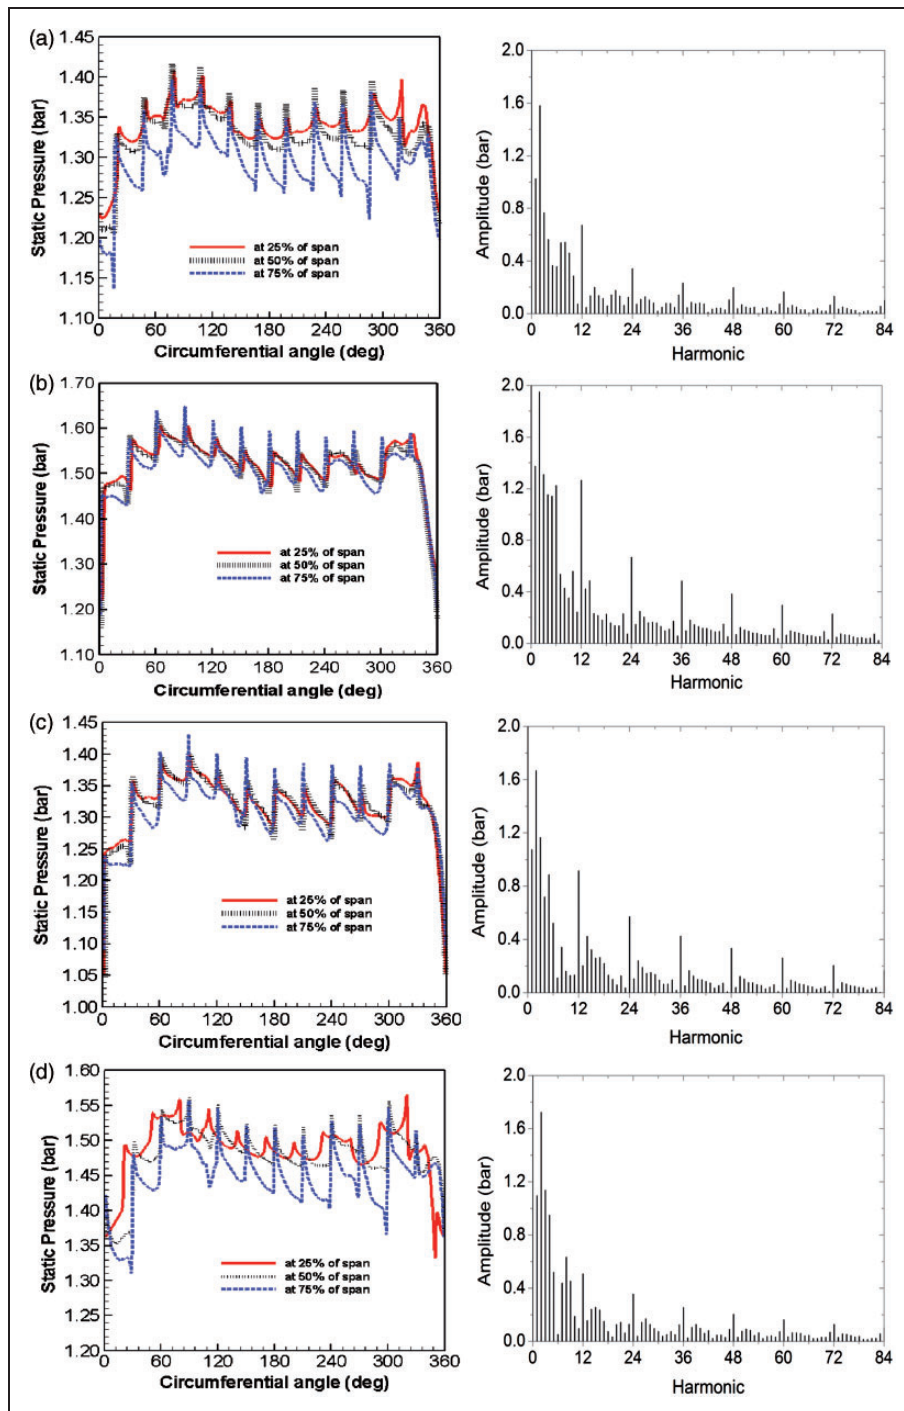 (a)
1.45
1.40
1.35
1.30
1.25
1.20
1.15
1.10
Static Pressure (bar)
at 25% of span
at 50% of span
at 75% of span
0 60 120 180 240 300 360
Circumferential angle (deg)
2.0
1.6
1.2
0.8
0.4
0.0
Amplitude (bar)
0 12 24 36 48 60 72 84
Harmonic
(b)
1.70
1.60
1.50
1.40
1.30
1.20
1.10
Static Pressure (bar)
at 25% of span
at 50% of span
at 75% of span
0 60 120 180 240 300 360
Circumferential angle (deg)
2.0
1.6
1.2
0.8
0.4
0.0
Amplitude (bar)
0 12 24 36 48 60 72 84
Harmonic
(c)
1.45
1.40
1.35
1.30
1.25
1.20
1.15
1.10
1.05
1.00
Static Pressure (bar)
at 25% of span
at 50% of span
at 75% of span
0 60 120 180 240 300 360
Circumferential angle (deg)
2.0
1.6
1.2
0.8
0.4
0.0
Amplitude (bar)
0 12 24 36 48 60 72 84
Harmonic
(d)
1.60
1.55
1.50
1.45
1.40
1.35
1.30
1.25
1.20
Static Pressure (bar)
at 25% of span
at 50% of span
at 75% of span
0 60 120 180 240 300 360
Circumferential angle (deg)
2.0
1.6
1.2
0.8
0.4
0.0
Amplitude (bar)
0 12 24 36 48 60 72 84
Harmonic